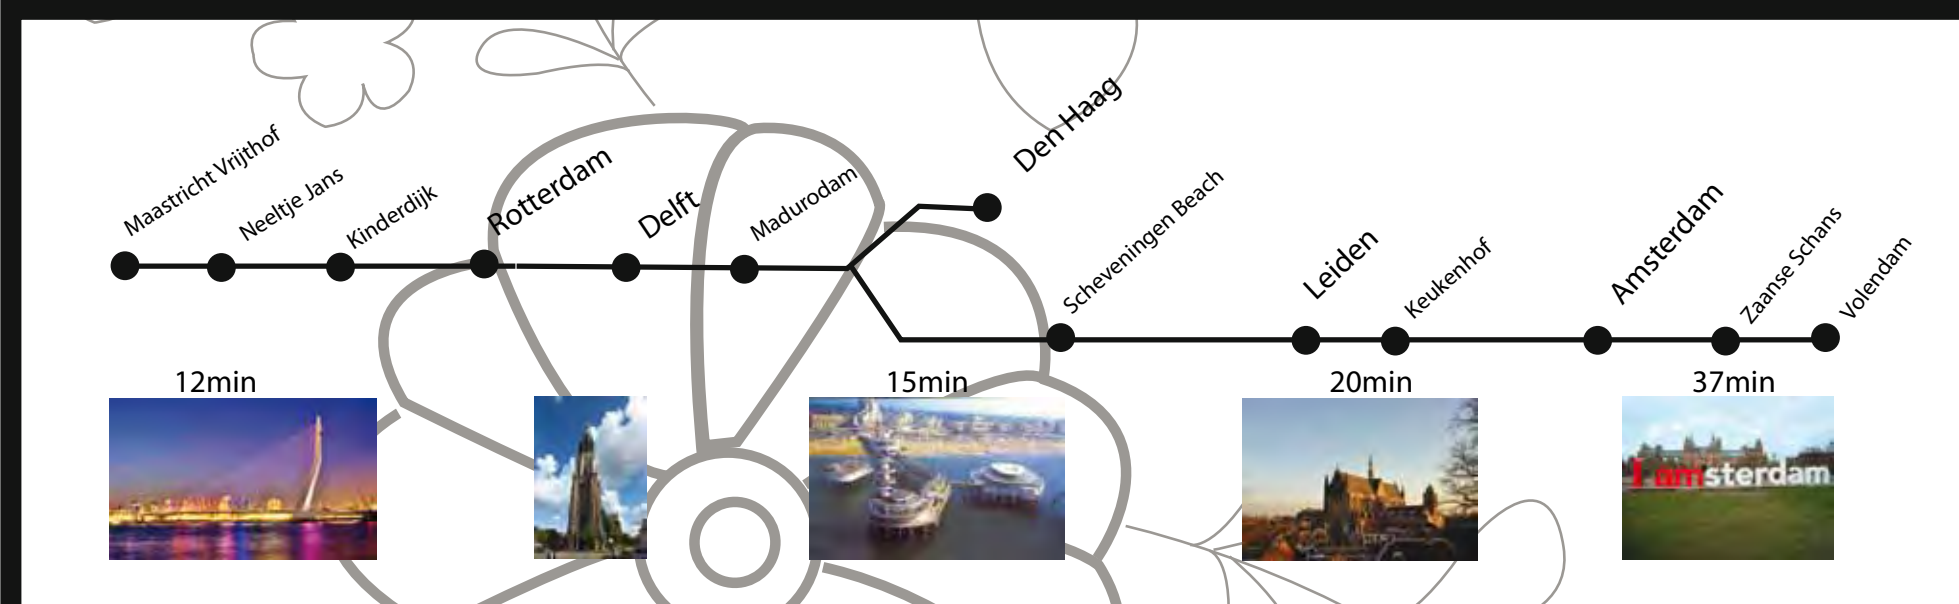 Maastricht Vrijthof
Neeltje Jans
Kinderdijk
Rotterdam
Delft
Madurodam
Den Haag
Scheveningen Beach
Leiden
Keukenhof
Amsterdam
Zaanse Schans
Volendam
12min
15min
20min
37min
I amsterdam